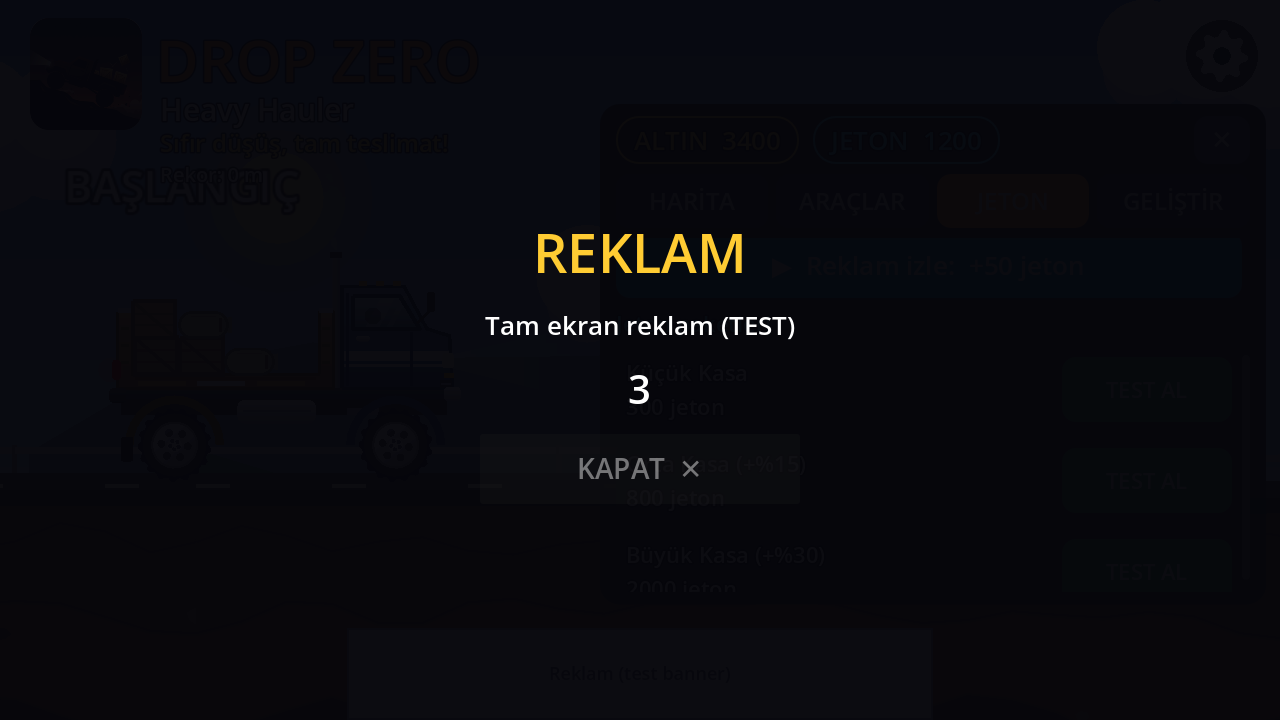 DROP ZERO
Heavy Hauler
Sıfır düşüş, tam teslimat!
BAŞLANGIÇ
ALTIN 3400
JETON 1200
✕
HARİTA
ARAÇLAR
JETON
GELİŞTİR
▶ Reklam izle: +50 jeton
REKLAM
Tam ekran reklam (TEST)
3
KAPAT ✕
Küçük Kasa
300 jeton
TEST AL
Kasa (+%15)
800 jeton
TEST AL
Büyük Kasa (+%30)
2000 jeton
TEST AL
Reklam (test banner)